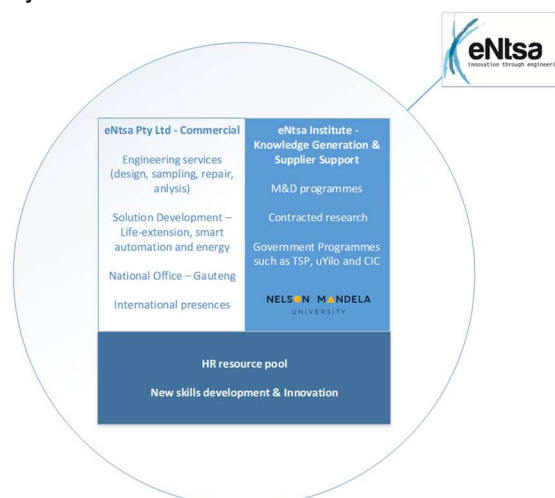 eNtsa
innovation through engineeri
eNtsa Pty Ltd - Commercial
Engineering services
(design, sampling, repair,
anlysis)
Solution Development –
Life-extension, smart
automation and energy
National Office – Gauteng
International presences
eNtsa Institute -
Knowledge Generation &
Supplier Support
M&D programmes
Contracted research
Government Programmes
such as TSP, uYilo and CIC
NELSON MANDELA
UNIVERSITY
HR resource pool
New skills development & Innovation